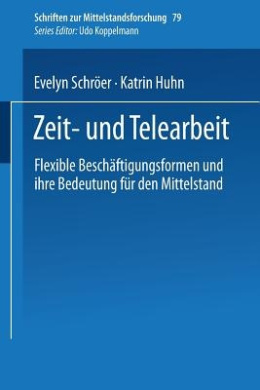 Schriften zur Mittelstandsforschung 79
Series Editor: Udo Koppelmann
Evelyn Schröer · Katrin Huhn
Zeit- und Telearbeit
Flexible Beschäftigungsformen und
ihre Bedeutung für den Mittelstand